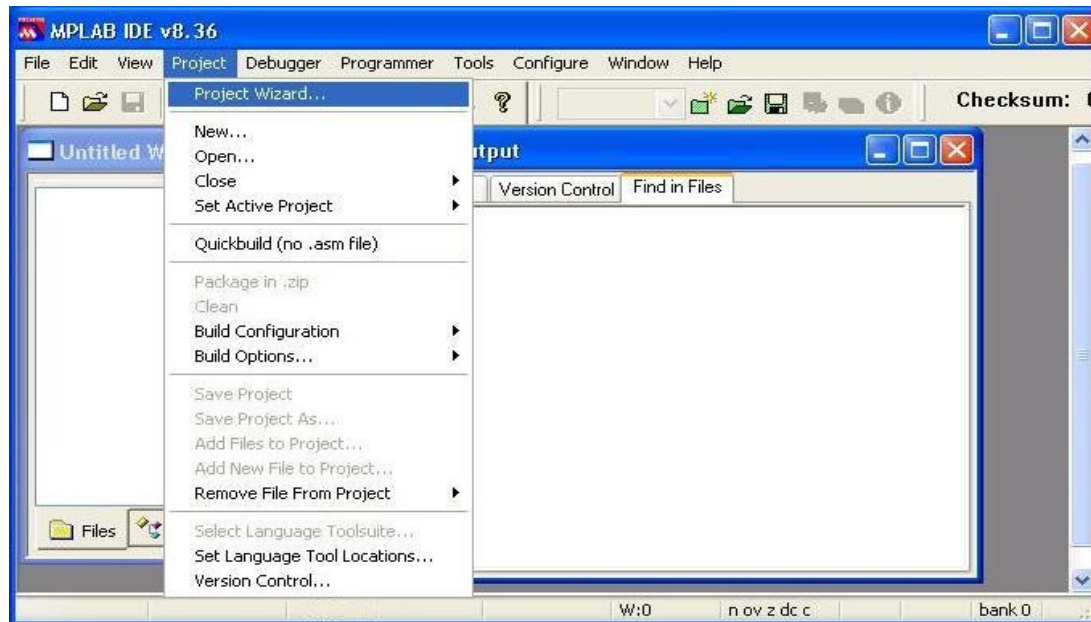 MPLAB IDE v8.36
File Edit View Project Debugger Programmer Tools Configure Window Help
Checksum:
Project Wizard...
New...
Open...
Close
Set Active Project
Quickbuild (no .asm file)
Package in .zip
Clean
Build Configuration
Build Options...
Save Project
Save Project As...
Add Files to Project...
Add New File to Project...
Remove File From Project
Select Language Toolsuite...
Set Language Tool Locations...
Version Control...
Untitled W
tput
Version Control Find in Files
Files
W:0 n ov z dc c bank 0